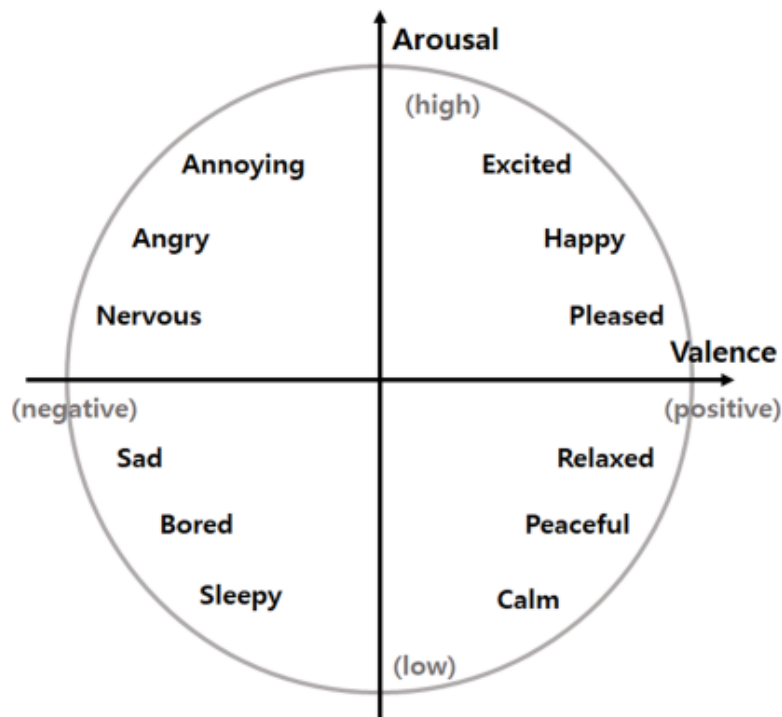 Arousal
(high)
Annoying Excited
Angry Happy
Nervous Pleased
Valence
(negative) (positive)
Sad Relaxed
Bored Peaceful
Sleepy Calm
(low)